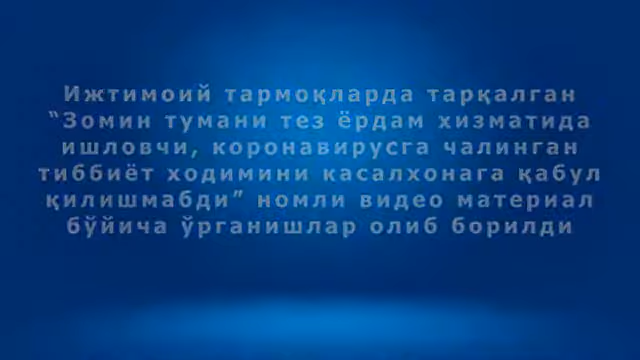 Ижтимоий тармоқларда тарқалган
“Зомин тумани тез ёрдам хизматида
ишловчи, коронавирусга чалинган
тиббиёт ходимини касалхонага қабул
қилишмабди” номли видео материал
бўйича ўрганишлар олиб борилди